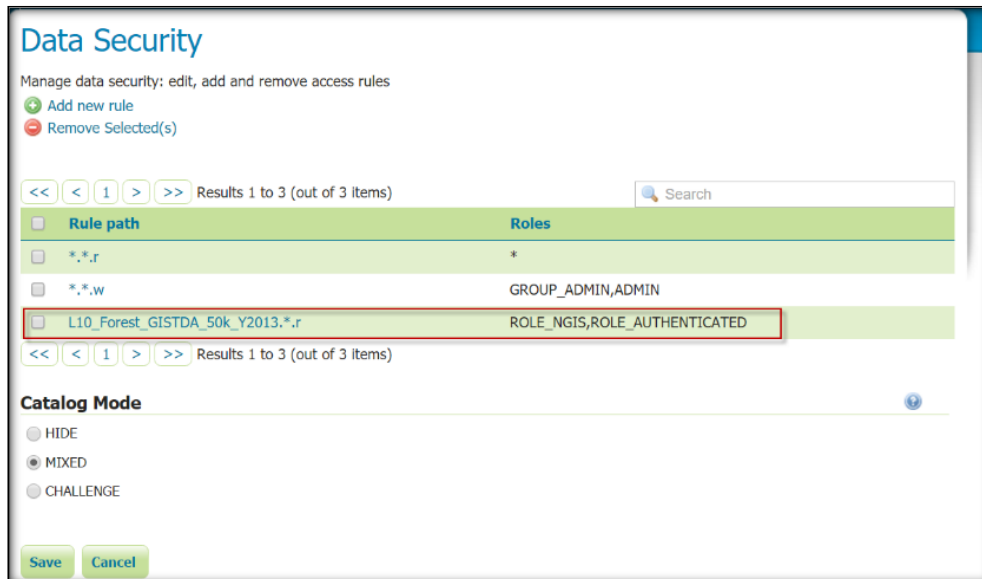 Data Security
Manage data security: edit, add and remove access rules
Add new rule
Remove Selected(s)
<< < 1 > >> Results 1 to 3 (out of 3 items) Search
Rule path Roles
*.*.r *
*.*.w GROUP_ADMIN,ADMIN
L10_Forest_GISTDA_50k_Y2013.*.r ROLE_NGIS,ROLE_AUTHENTICATED
<< < 1 > >> Results 1 to 3 (out of 3 items)
Catalog Mode
HIDE
MIXED
CHALLENGE
Save Cancel